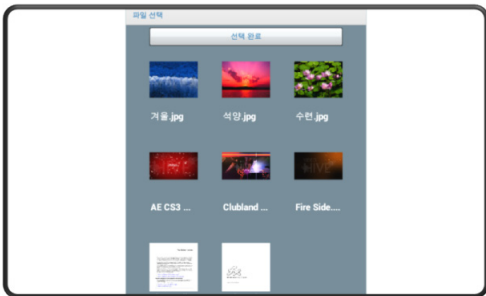 파일 선택
선택 완료
겨울.jpg
석양.jpg
수련.jpg
AE CS3 ...
Clubland ...
Fire Side....